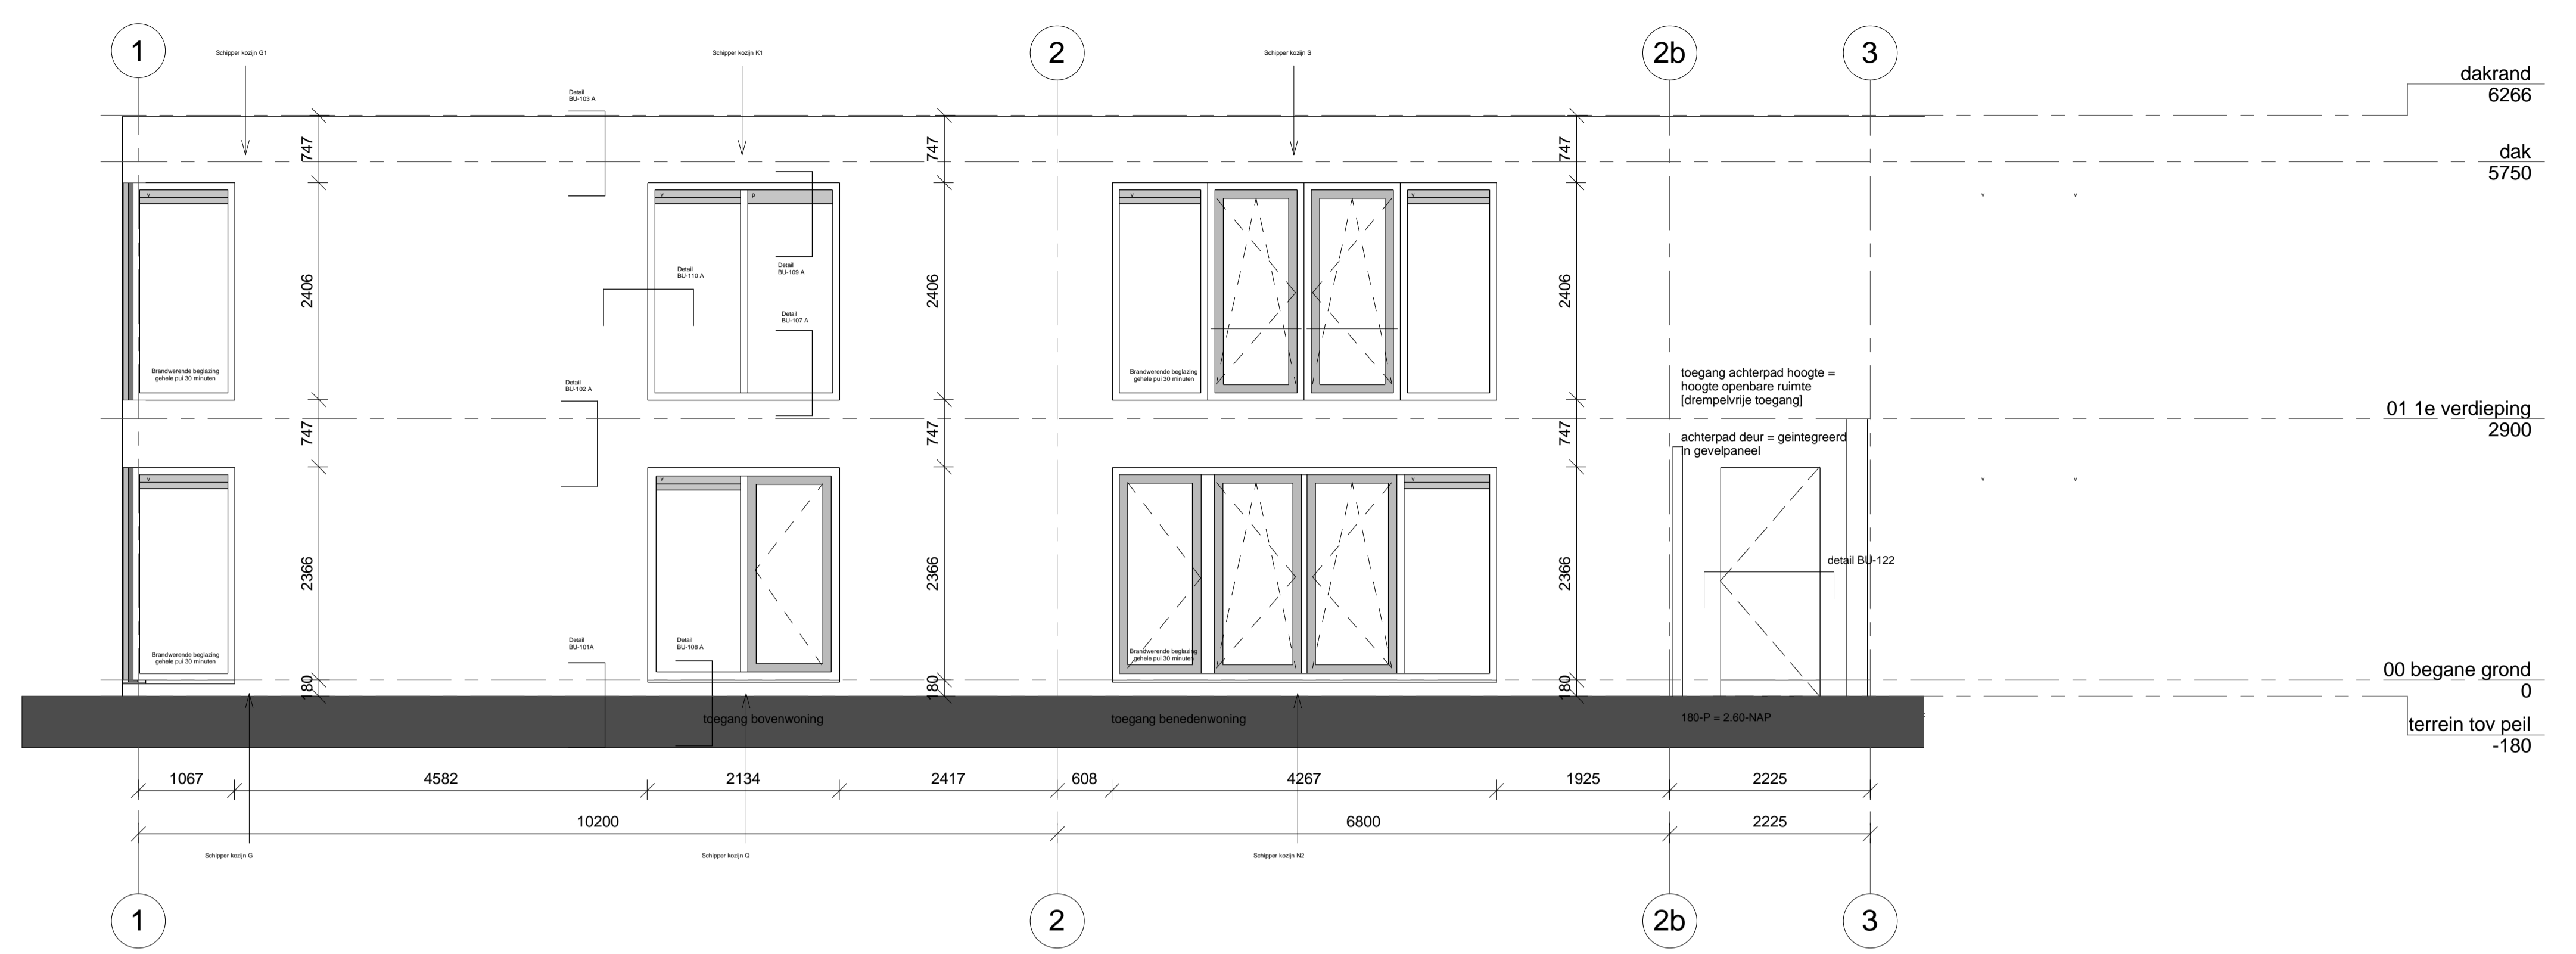 1
2
2b
3
Schipper kozijn G1
Schipper kozijn K1
Schipper kozijn S
dakrand
6266
Detail
BU-103 A
747
747
747
dak
5750
v
v
p
v
v
v
v
2406
2406
2406
Detail
BU-110 A
Detail
BU-109 A
Detail
BU-107 A
Brandwerende beglazing
gehele pui 30 minuten
Brandwerende beglazing
gehele pui 30 minuten
Detail
BU-102 A
toegang achterpad hoogte =
hoogte openbare ruimte
[drempelvrije toegang]
01 1e verdieping
2900
747
747
747
achterpad deur = geintegreerd
in gevelpaneel
v
v
v
v
v
2366
2366
2366
detail BU-122
Brandwerende beglazing
gehele pui 30 minuten
Detail
BU-101A
Detail
BU-108 A
Brandwerende beglazing
gehele pui 30 minuten
00 begane grond
0
180
180
180
toegang bovenwoning
toegang benedenwoning
180-P = 2.60-NAP
terrein tov peil
-180
1067
4582
2134
2417
608
4267
1925
2225
10200
6800
2225
Schipper kozijn G
Schipper kozijn Q
Schipper kozijn N2
1
2
2b
3